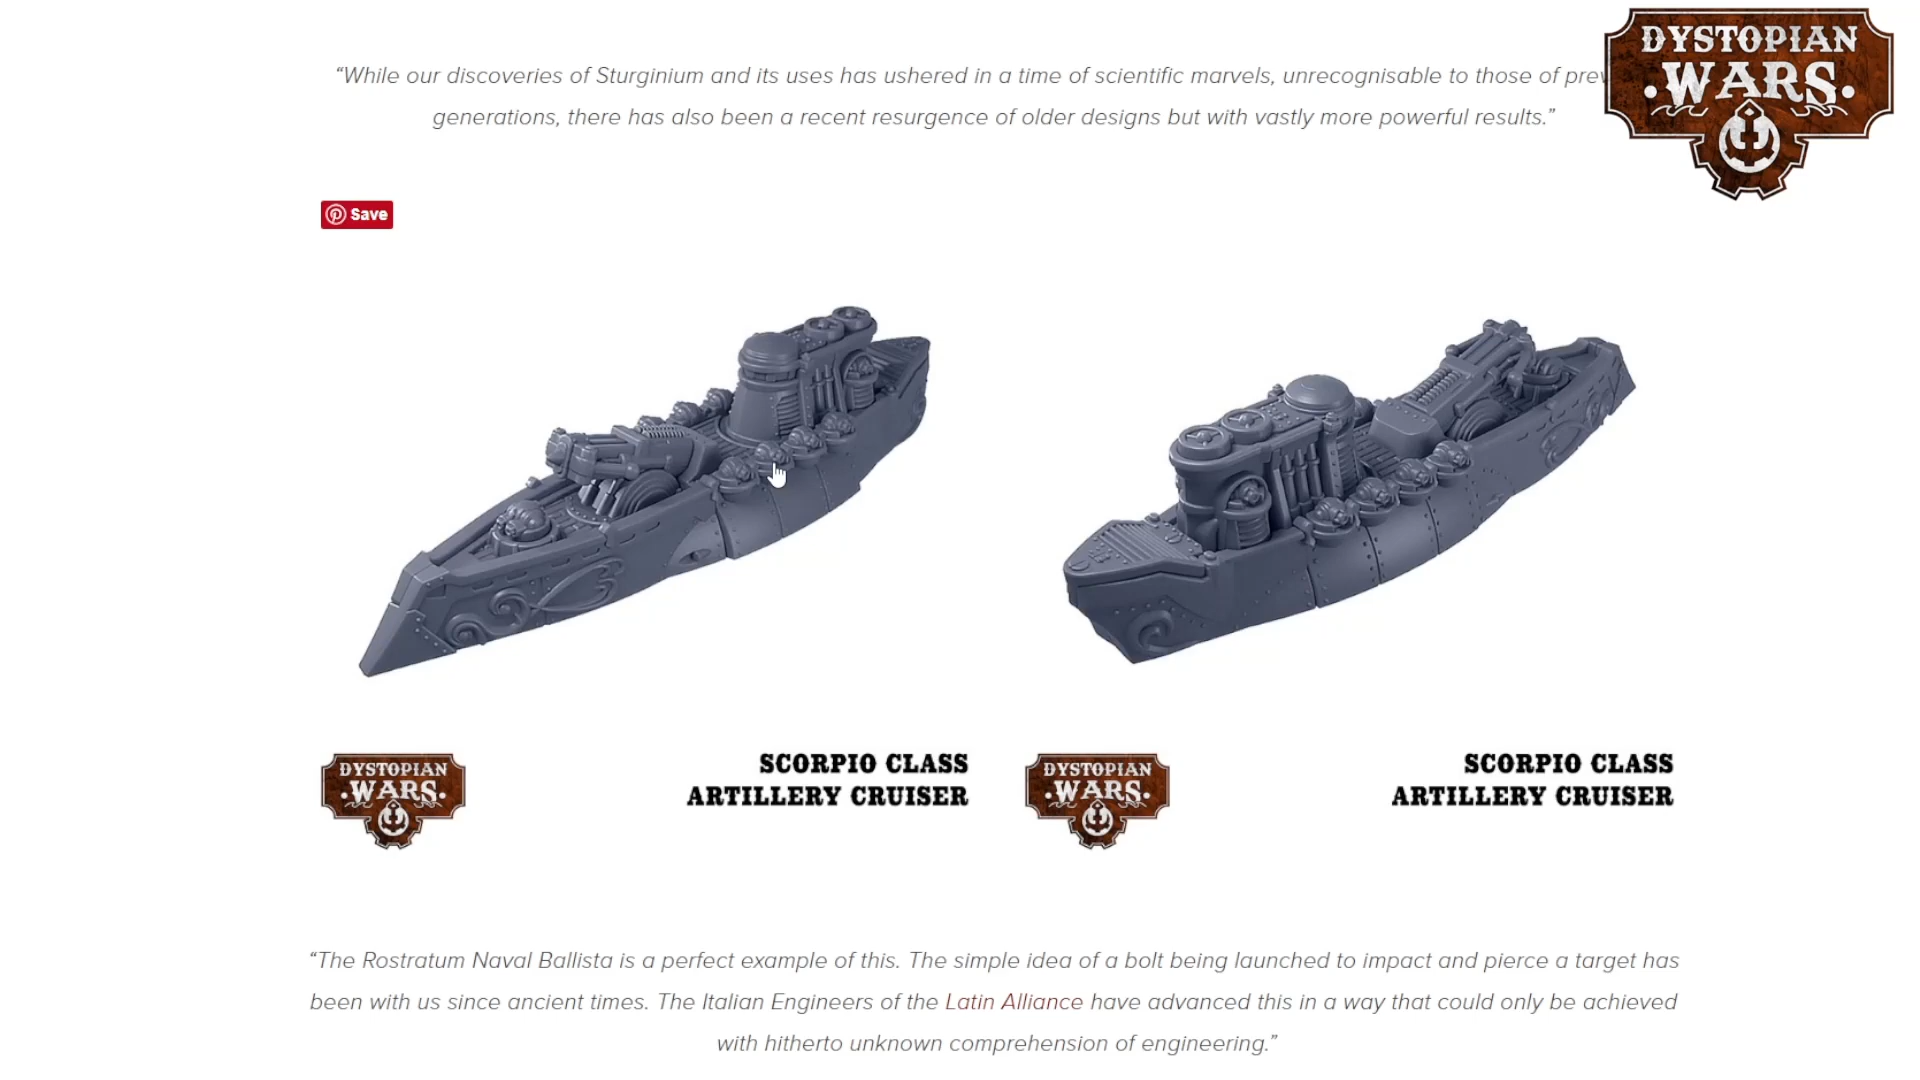 “While our discoveries of Sturginium and its uses has ushered in a time of scientific marvels, unrecognisable to those of
generations, there has also been a recent resurgence of older designs but with vastly more powerful results.”
DYSTOPIAN
WARS
Save
DYSTOPIAN
WARS
SCORPIO CLASS
ARTILLERY CRUISER
DYSTOPIAN
WARS
SCORPIO CLASS
ARTILLERY CRUISER
“The Rostratum Naval Ballista is a perfect example of this. The simple idea of a bolt being launched to impact and pierce a target has
been with us since ancient times. The Italian Engineers of the Latin Alliance have advanced this in a way that could only be achieved
with hitherto unknown comprehension of engineering.”